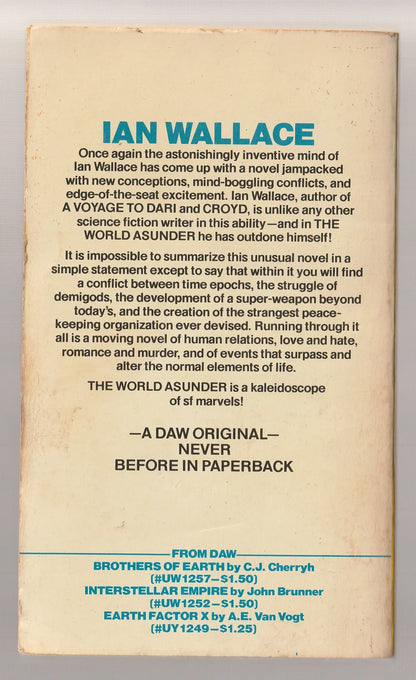 IAN WALLACE
Once again the astonishingly inventive mind of
Ian Wallace has come up with a novel jampacked
with new conceptions, mind-boggling conflicts, and
edge-of-the-seat excitement. Ian Wallace, author of
A VOYAGE TO DARI and CROYD, is unlike any other
science fiction writer in this ability—and in THE
WORLD ASUNDER he has outdone himself!
It is impossible to summarize this unusual novel in a
simple statement except to say that within it you will find
a conflict between time epochs, the struggle of
demigods, the development of a super-weapon beyond
today's, and the creation of the strangest peace-
keeping organization ever devised. Running through it
all is a moving novel of human relations, love and hate,
romance and murder, and of events that surpass and
alter the normal elements of life.
THE WORLD ASUNDER is a kaleidoscope
of sf marvels!
—A DAW ORIGINAL—
NEVER
BEFORE IN PAPERBACK
FROM DAW
BROTHERS OF EARTH by C.J. Cherryh
(#UW1257—$1.50)
INTERSTELLAR EMPIRE by John Brunner
(#UW1252—$1.50)
EARTH FACTOR X by A.E. Van Vogt
(#UY1249—$1.25)